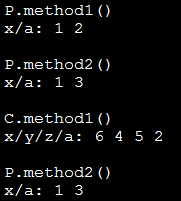 P.method1()
x/a: 1 2
P.method2()
x/a: 1 3
C.method1()
x/y/z/a: 6 4 5 2
P.method2()
x/a: 1 3